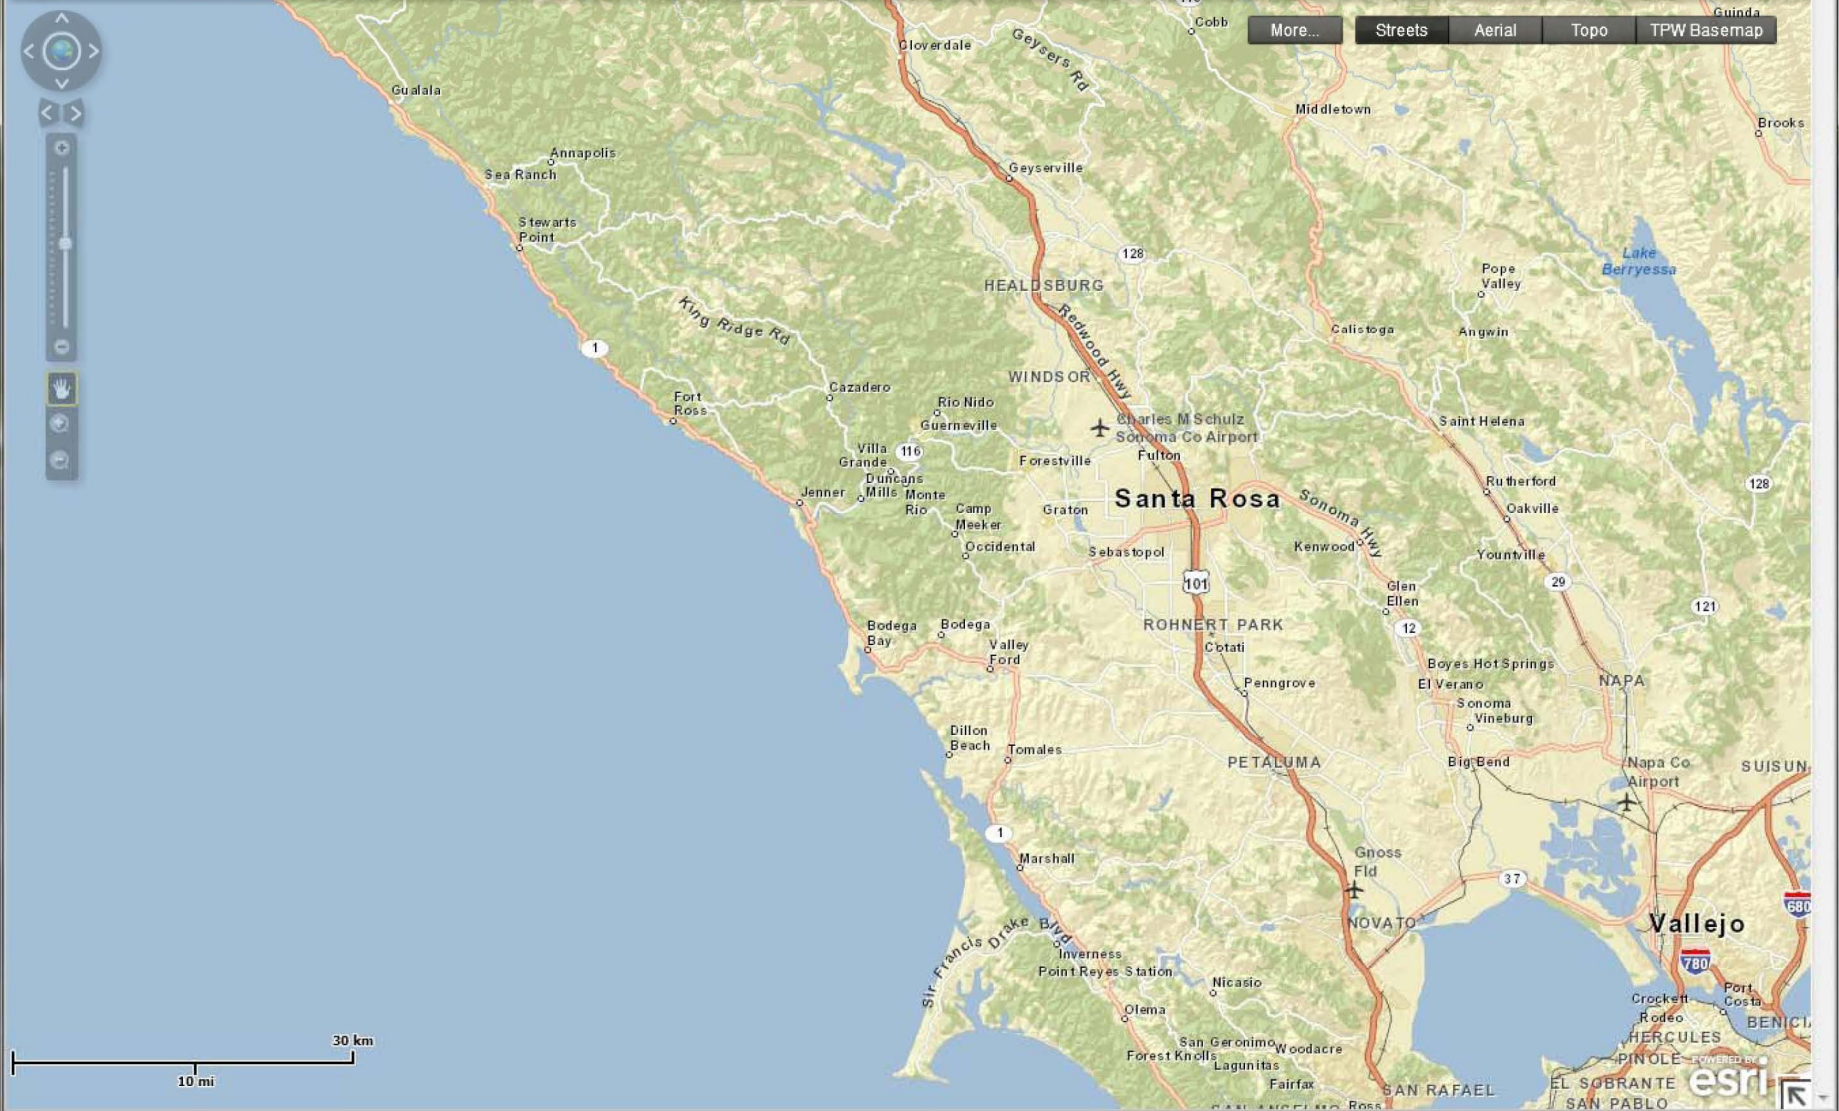 Guinda
Cobb
More...
Streets
Aerial
Topo
TPW Basemap
Cloverdale
Geysers Rd
Gualala
Middletown
Brooks
Annapolis
Sea Ranch
Geyserville
Stewarts
Point
128
HEALDSBURG
Lake
Berryessa
Pope
Valley
King Ridge Rd
Redwood Hwy
1
Calistoga
Angwin
WINDSOR
Cazadero
Fort
Ross
Rio Nido
Guerneville
Charles M Schulz
Sonoma Co Airport
Saint Helena
Villa
Grande
116
Forestville
Fulton
Duncans
Mills
Monte
Rio
Jenner
Santa Rosa
Sonoma Hwy
Rutherford
128
Camp
Meeker
Graton
Oakville
Occidental
Sebastopol
Kenwood
Yountville
101
29
Glen
Ellen
121
Bodega
Bay
Bodega
ROHNERT PARK
12
Valley
Ford
Cotati
Boyes Hot Springs
El Verano
Penngrove
NAPA
Sonoma
Vineburg
Dillon
Beach
Tomales
PETALUMA
Big Bend
Napa Co
Airport
SUISUN
1
Marshall
Gnoss
Fld
37
680
Sir Francis Drake Blvd
NOVATO
Vallejo
Inverness
Point Reyes Station
780
Nicasio
Crockett
Port
Costa
Olema
Rodeo
BENICIA
30 km
San Geronimo
Woodacre
HERCULES
Forest Knolls
Lagunitas
PINOLE
POWERED BY
esri
10 mi
Fairfax
SAN RAFAEL
EL SOBRANTE
SAN ANSELMO
Ross
SAN PABLO